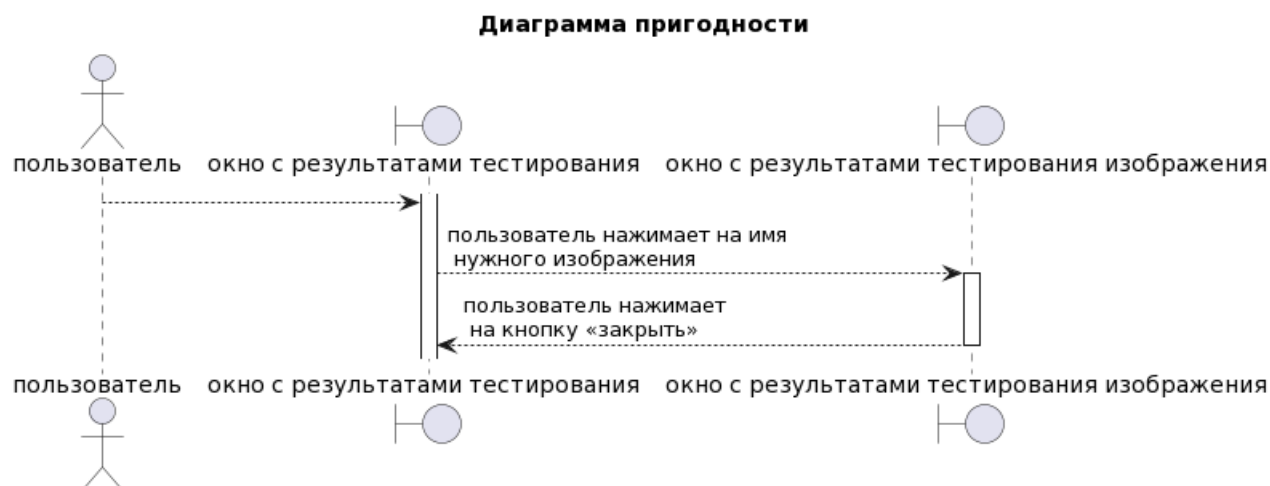 Диаграмма пригодности
пользователь
окно с результатами тестирования
окно с результатами тестирования изображения
пользователь нажимает на имя
нужного изображения
пользователь нажимает
на кнопку «закрыть»
пользователь
окно с результатами тестирования
окно с результатами тестирования изображения